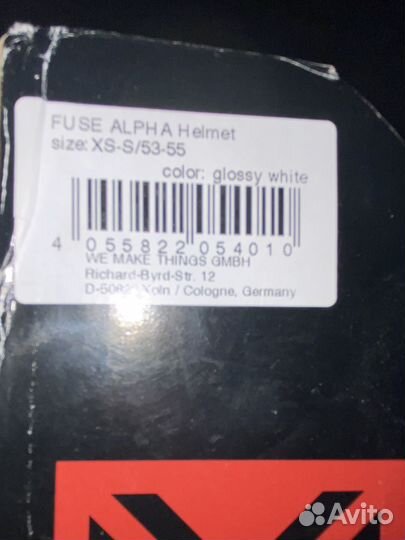 FUSE ALPHA Helmet
size: XS-S/53-55
color: glossy white
4 055822 054010
WE MAKE THINGS GMBH
Richard-Byrd-Str. 12
Köln / Cologne, Germany
Avito